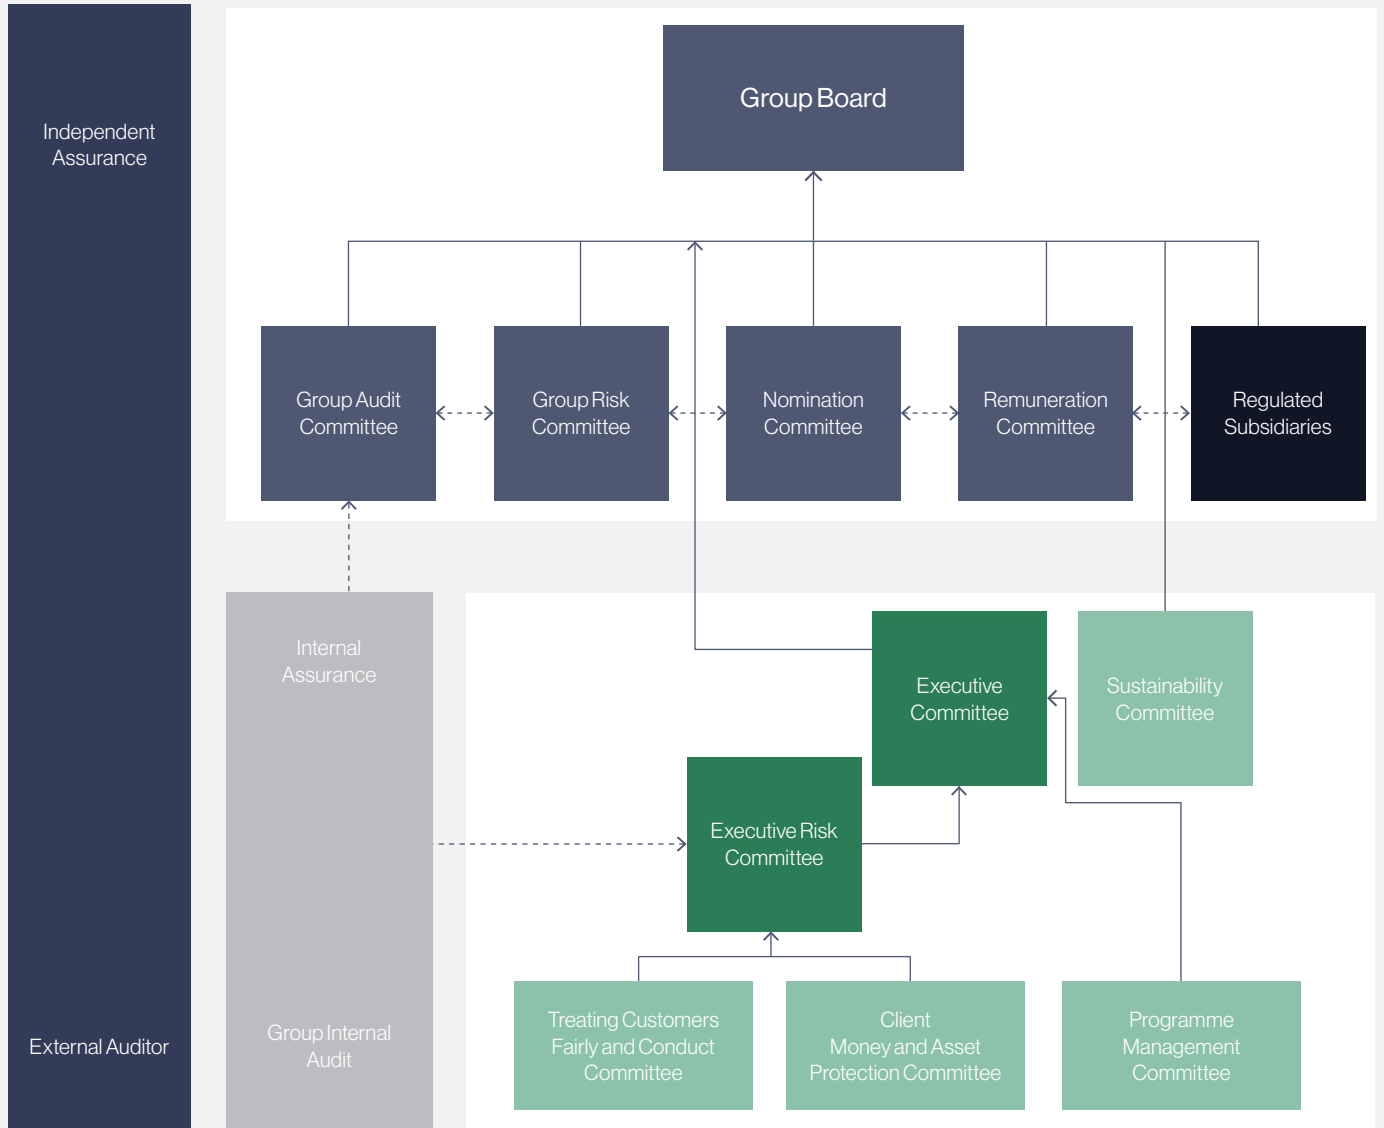 Group Board
Independent
Assurance
Group Audit
Committee
Group Risk
Committee
Nomination
Committee
Remuneration
Committee
Regulated
Subsidiaries
Internal
Assurance
Executive
Committee
Sustainability
Committee
Executive Risk
Committee
External Auditor
Group Internal
Audit
Treating Customers
Fairly and Conduct
Committee
Client
Money and Asset
Protection Committee
Programme
Management
Committee